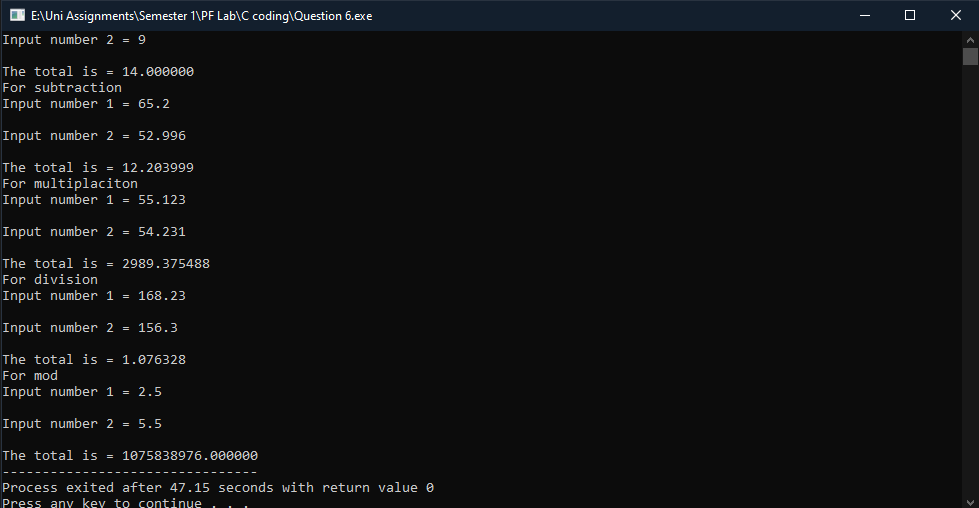 E:\Uni Assignments\Semester 1\PF Lab\C coding\Question 6.exe
Input number 2 = 9
The total is = 14.000000
For subtraction
Input number 1 = 65.2
Input number 2 = 52.996
The total is = 12.203999
For multiplaciton
Input number 1 = 55.123
Input number 2 = 54.231
The total is = 2989.375488
For division
Input number 1 = 168.23
Input number 2 = 156.3
The total is = 1.076328
For mod
Input number 1 = 2.5
Input number 2 = 5.5
The total is = 1075838976.000000
--------------------------------
Process exited after 47.15 seconds with return value 0
Press any key to continue . . .